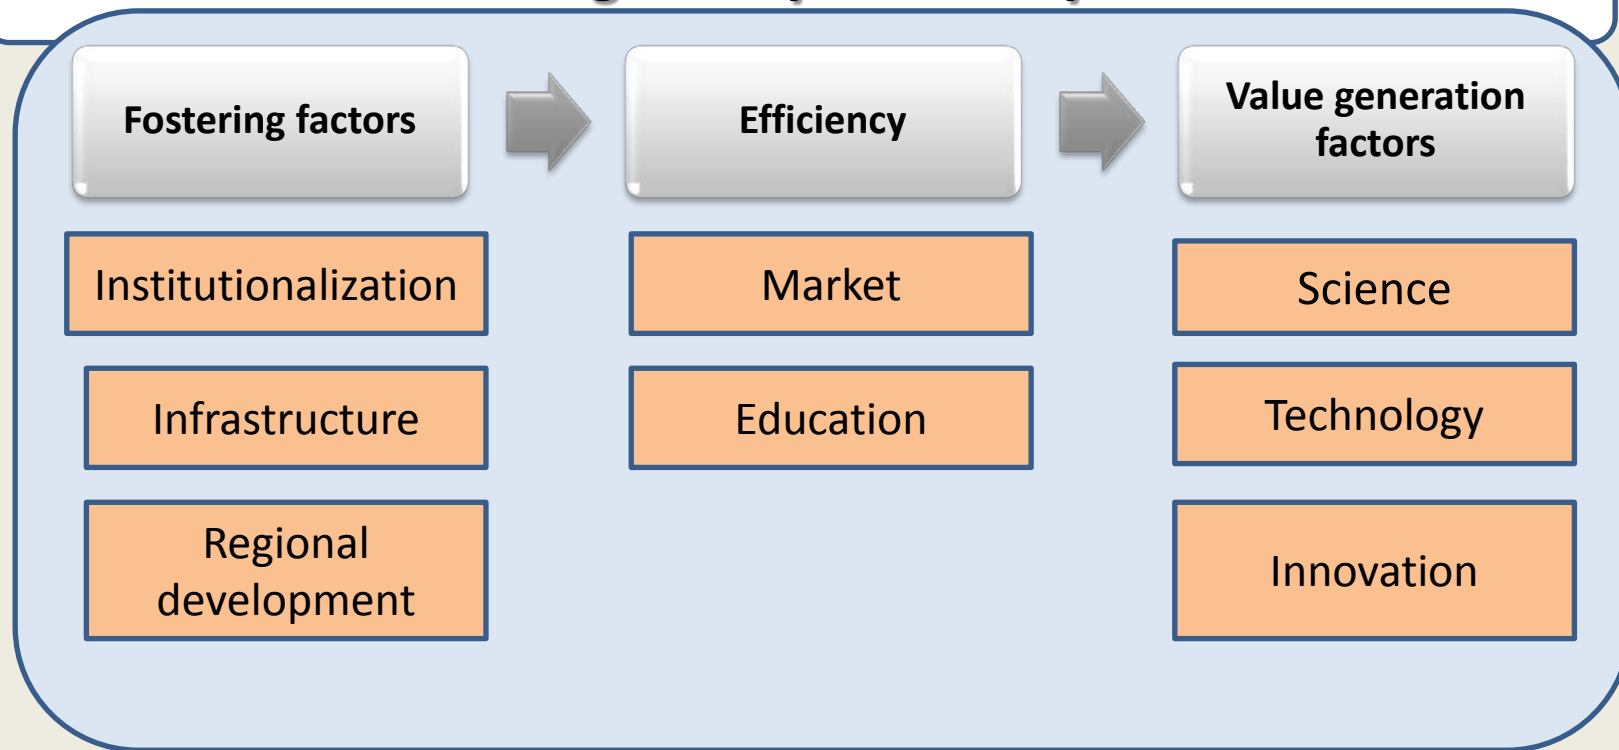 Fostering factors
Efficiency
Value generation
factors
Institutionalization
Market
Science
Infrastructure
Education
Technology
Regional
development
Innovation